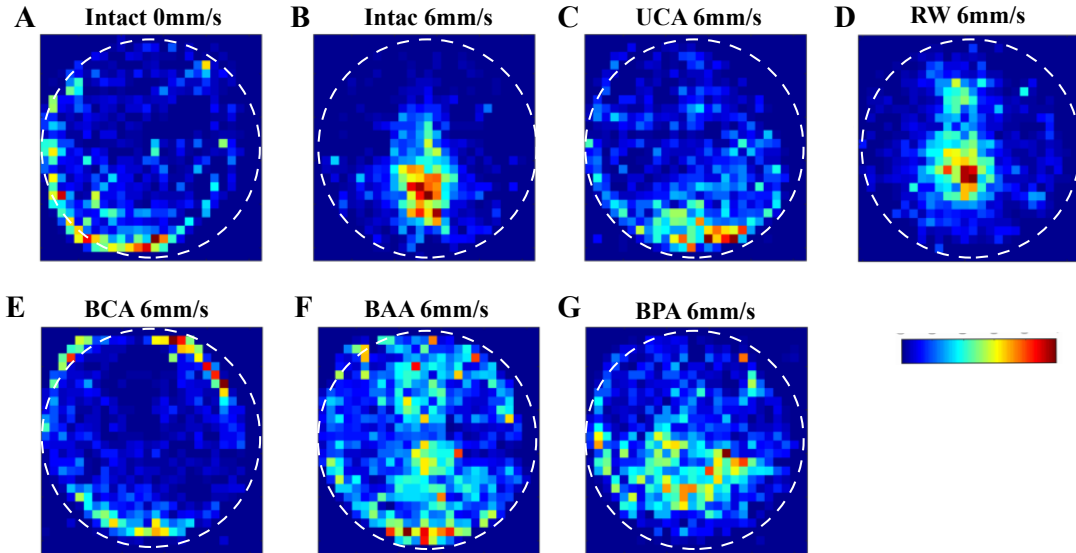 A Intact 0mm/s
B Intac 6mm/s
C UCA 6mm/s
D RW 6mm/s
E BCA 6mm/s
F BAA 6mm/s
G BPA 6mm/s